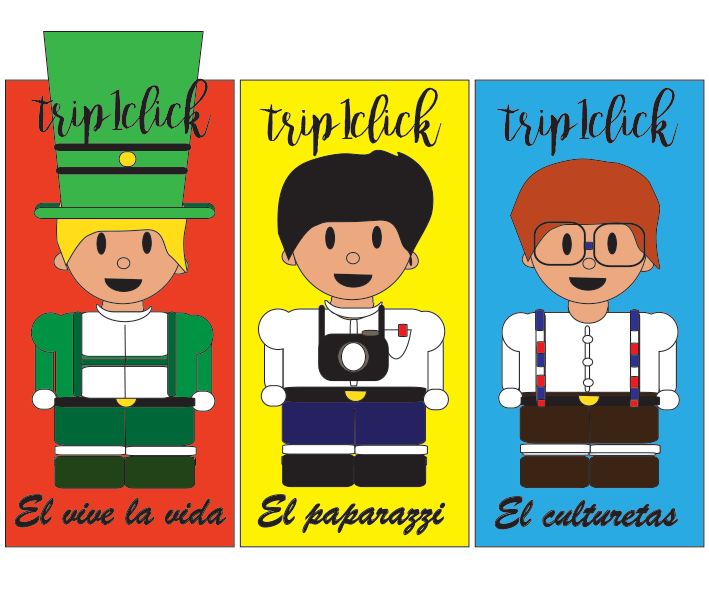 trip1click
trip1click
trip1click
El vive la vida
El paparazzi
El culturetas